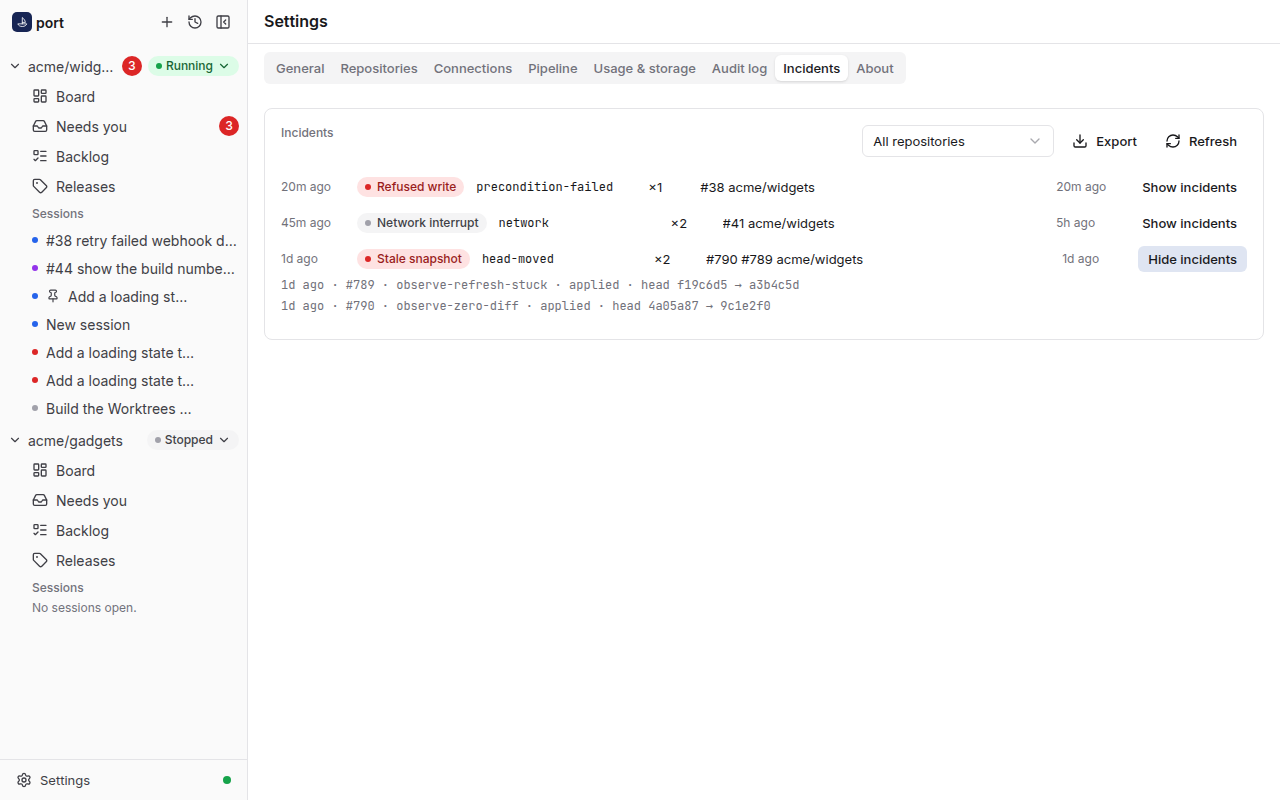 port
Settings
acme/widg... 3 Running
Board
Needs you 3
Backlog
Releases
Sessions
#38 retry failed webhook d...
#44 show the build numbe...
Add a loading st...
New session
Add a loading state t...
Add a loading state t...
Build the Worktrees ...
acme/gadgets Stopped
Board
Needs you
Backlog
Releases
Sessions
No sessions open.
Settings
General Repositories Connections Pipeline Usage & storage Audit log Incidents About
Incidents
All repositories Export Refresh
20m ago Refused write precondition-failed ×1 #38 acme/widgets 20m ago Show incidents
45m ago Network interrupt network ×2 #41 acme/widgets 5h ago Show incidents
1d ago Stale snapshot head-moved ×2 #790 #789 acme/widgets 1d ago Hide incidents
1d ago · #789 · observe-refresh-stuck · applied · head f19c6d5 → a3b4c5d
1d ago · #790 · observe-zero-diff · applied · head 4a05a87 → 9c1e2f0